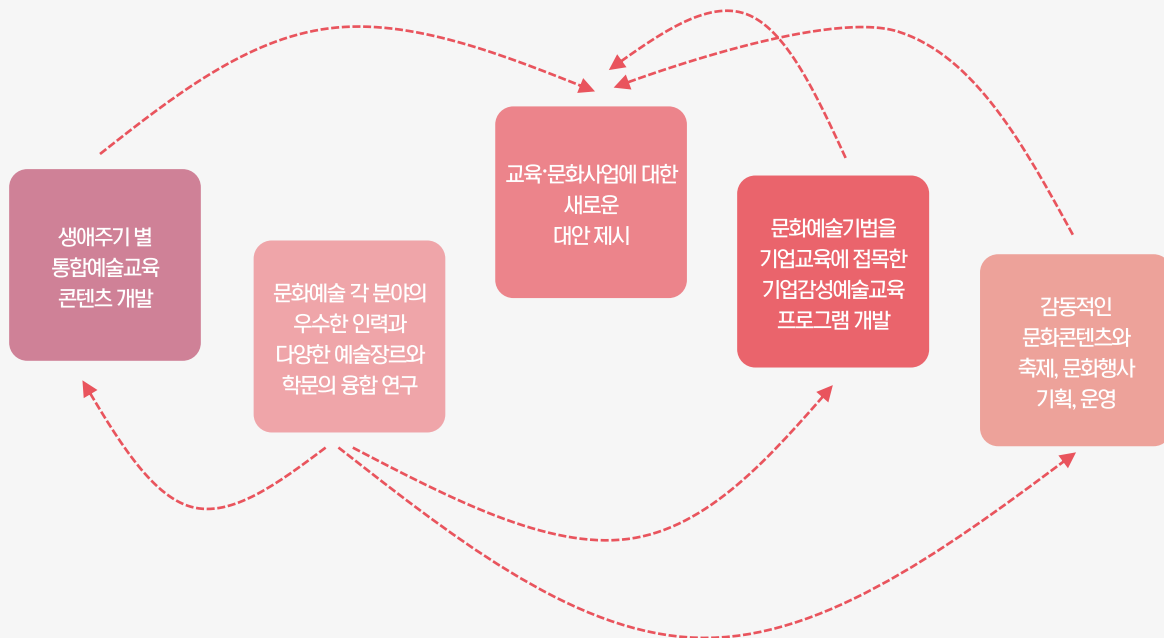 생애주기 별
통합예술교육
콘텐츠 개발
문화예술 각 분야의
우수한 인력과
다양한 예술장르와
학문의 융합 연구
교육·문화사업에 대한
새로운
대안 제시
문화예술기법을
기업교육에 접목한
기업감성예술교육
프로그램 개발
감동적인
문화콘텐츠와
축제, 문화행사
기획, 운영